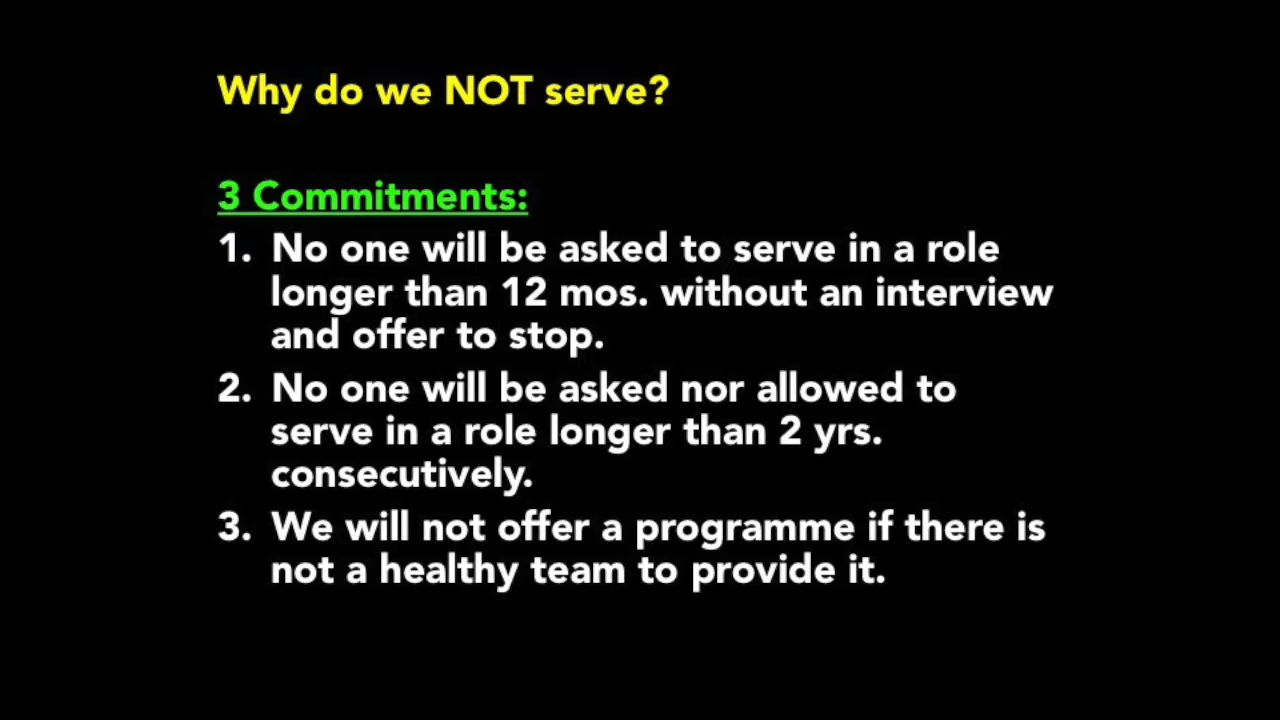 Why do we NOT serve?
3 Commitments:
1. No one will be asked to serve in a role
longer than 12 mos. without an interview
and offer to stop.
2. No one will be asked nor allowed to
serve in a role longer than 2 yrs.
consecutively.
3. We will not offer a programme if there is
not a healthy team to provide it.